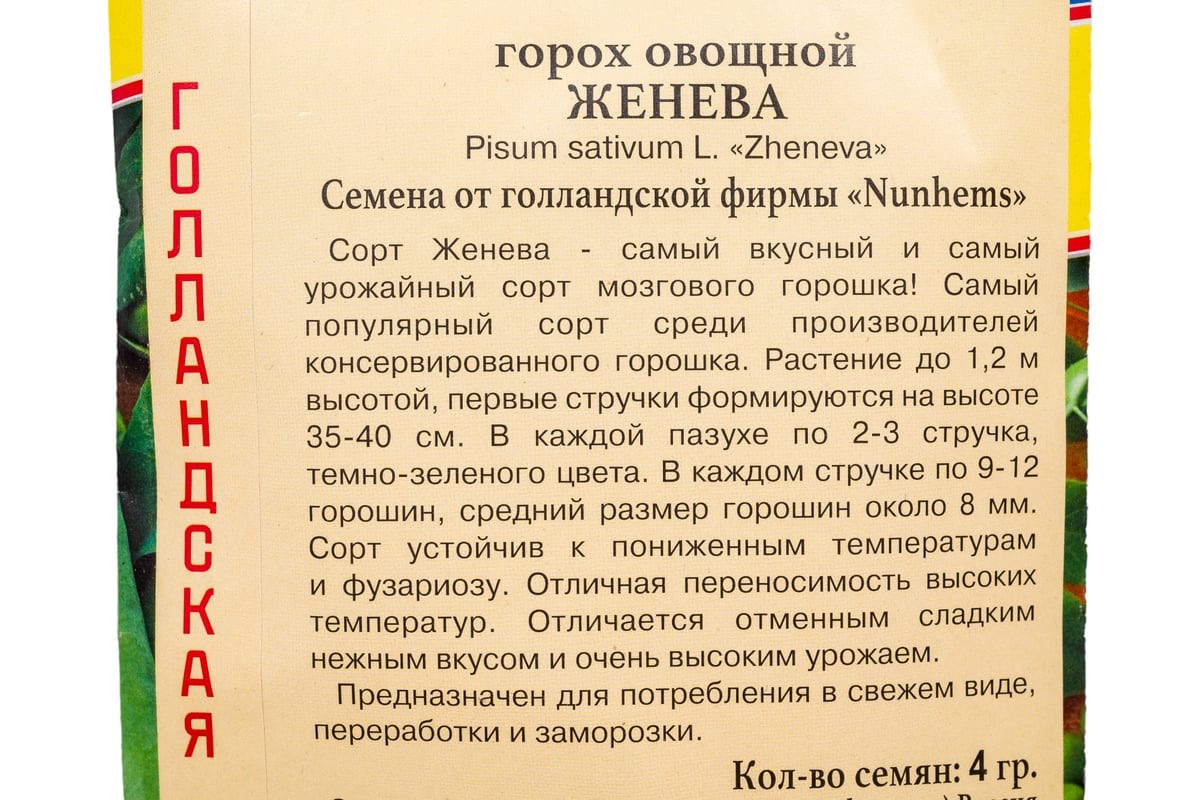 ГОЛЛАНДСКАЯ
горох овощной
ЖЕНЕВА
Pisum sativum L. «Zheneva»
Семена от голландской фирмы «Nunhems»
Сорт Женева - самый вкусный и самый
урожайный сорт мозгового горошка! Самый
популярный сорт среди производителей
консервированного горошка. Растение до 1,2 м
высотой, первые стручки формируются на высоте
35-40 см. В каждой пазухе по 2-3 стручка,
темно-зеленого цвета. В каждом стручке по 9-12
горошин, средний размер горошин около 8 мм.
Сорт устойчив к пониженным температурам
и фузариозу. Отличная переносимость высоких
температур. Отличается отменным сладким
нежным вкусом и очень высоким урожаем.
Предназначен для потребления в свежем виде,
переработки и заморозки.
Кол-во семян: 4 гр.